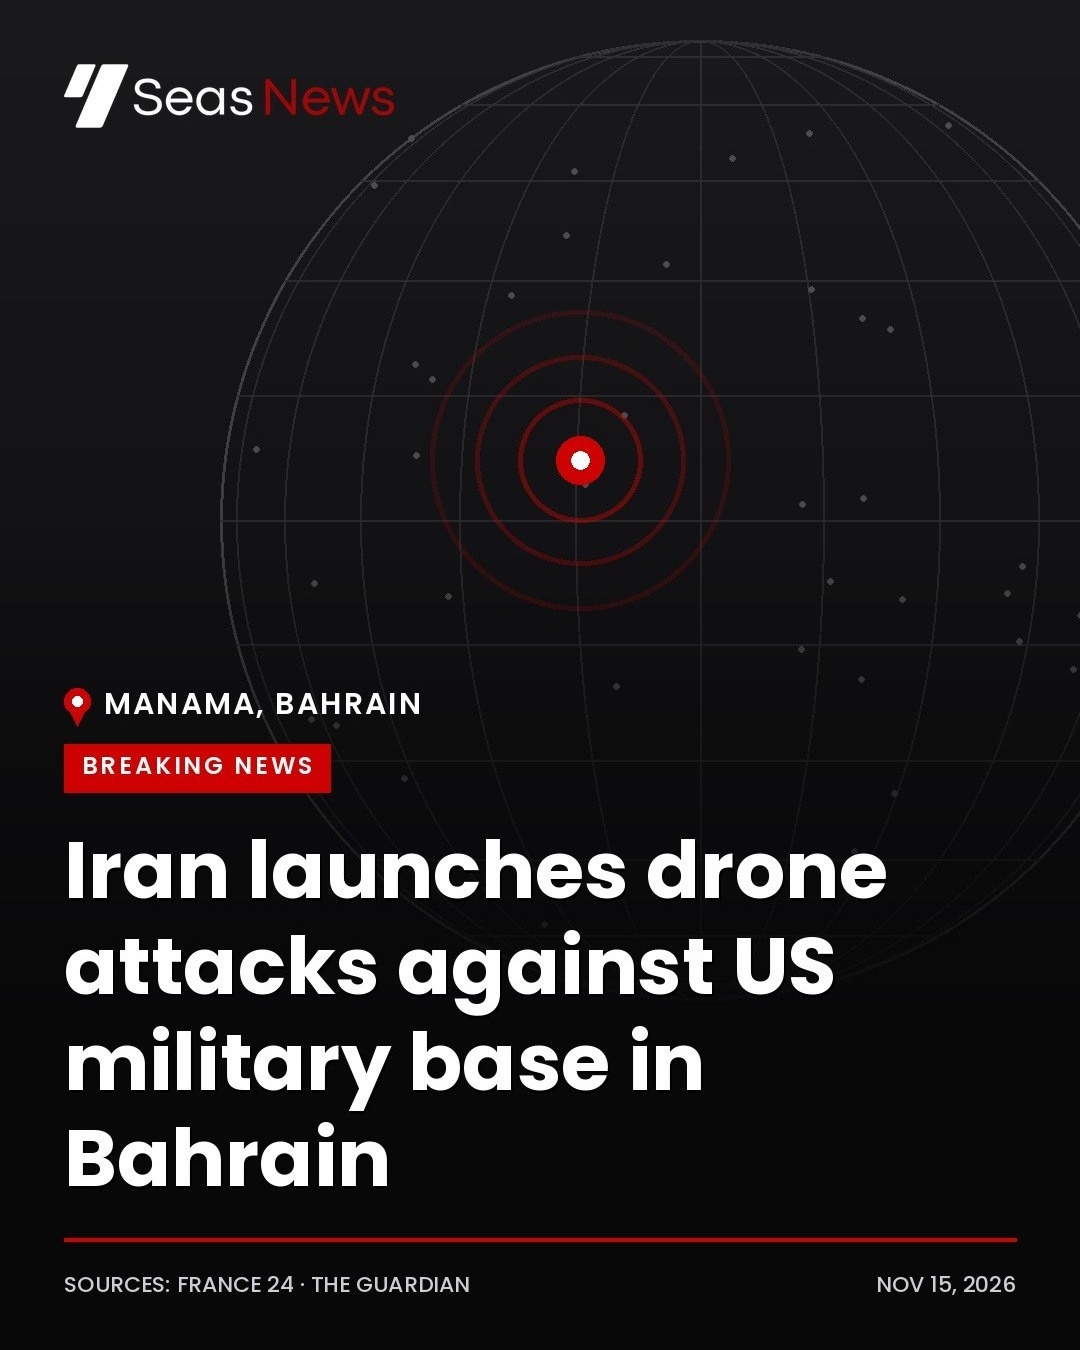 Seas News
MANAMA, BAHRAIN
BREAKING NEWS
Iran launches drone
attacks against US
military base in
Bahrain
SOURCES: FRANCE 24 · THE GUARDIAN
NOV 15, 2026